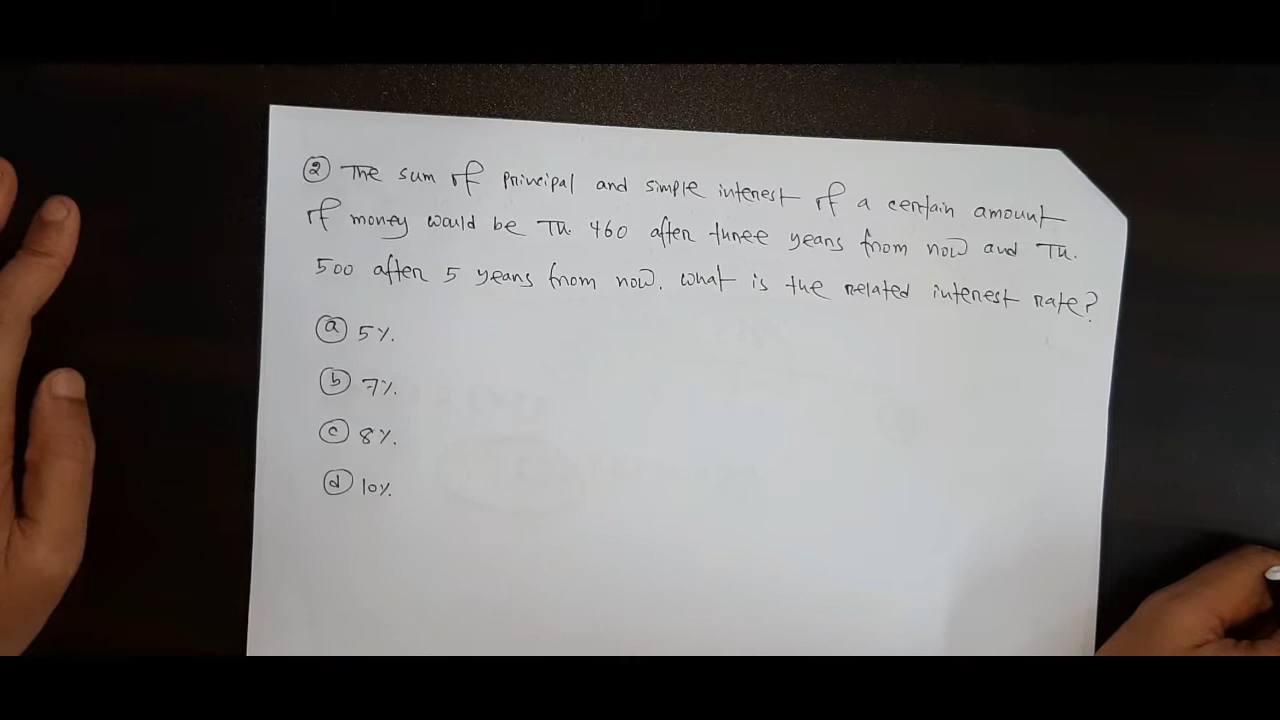 ② The sum of principal and simple interest of a certain amount
of money would be Tk. 460 after three years from now and Tk.
500 after 5 years from now. What is the related interest rate?
ⓐ 5%.
ⓑ 7%.
ⓒ 8%.
ⓓ 10%.